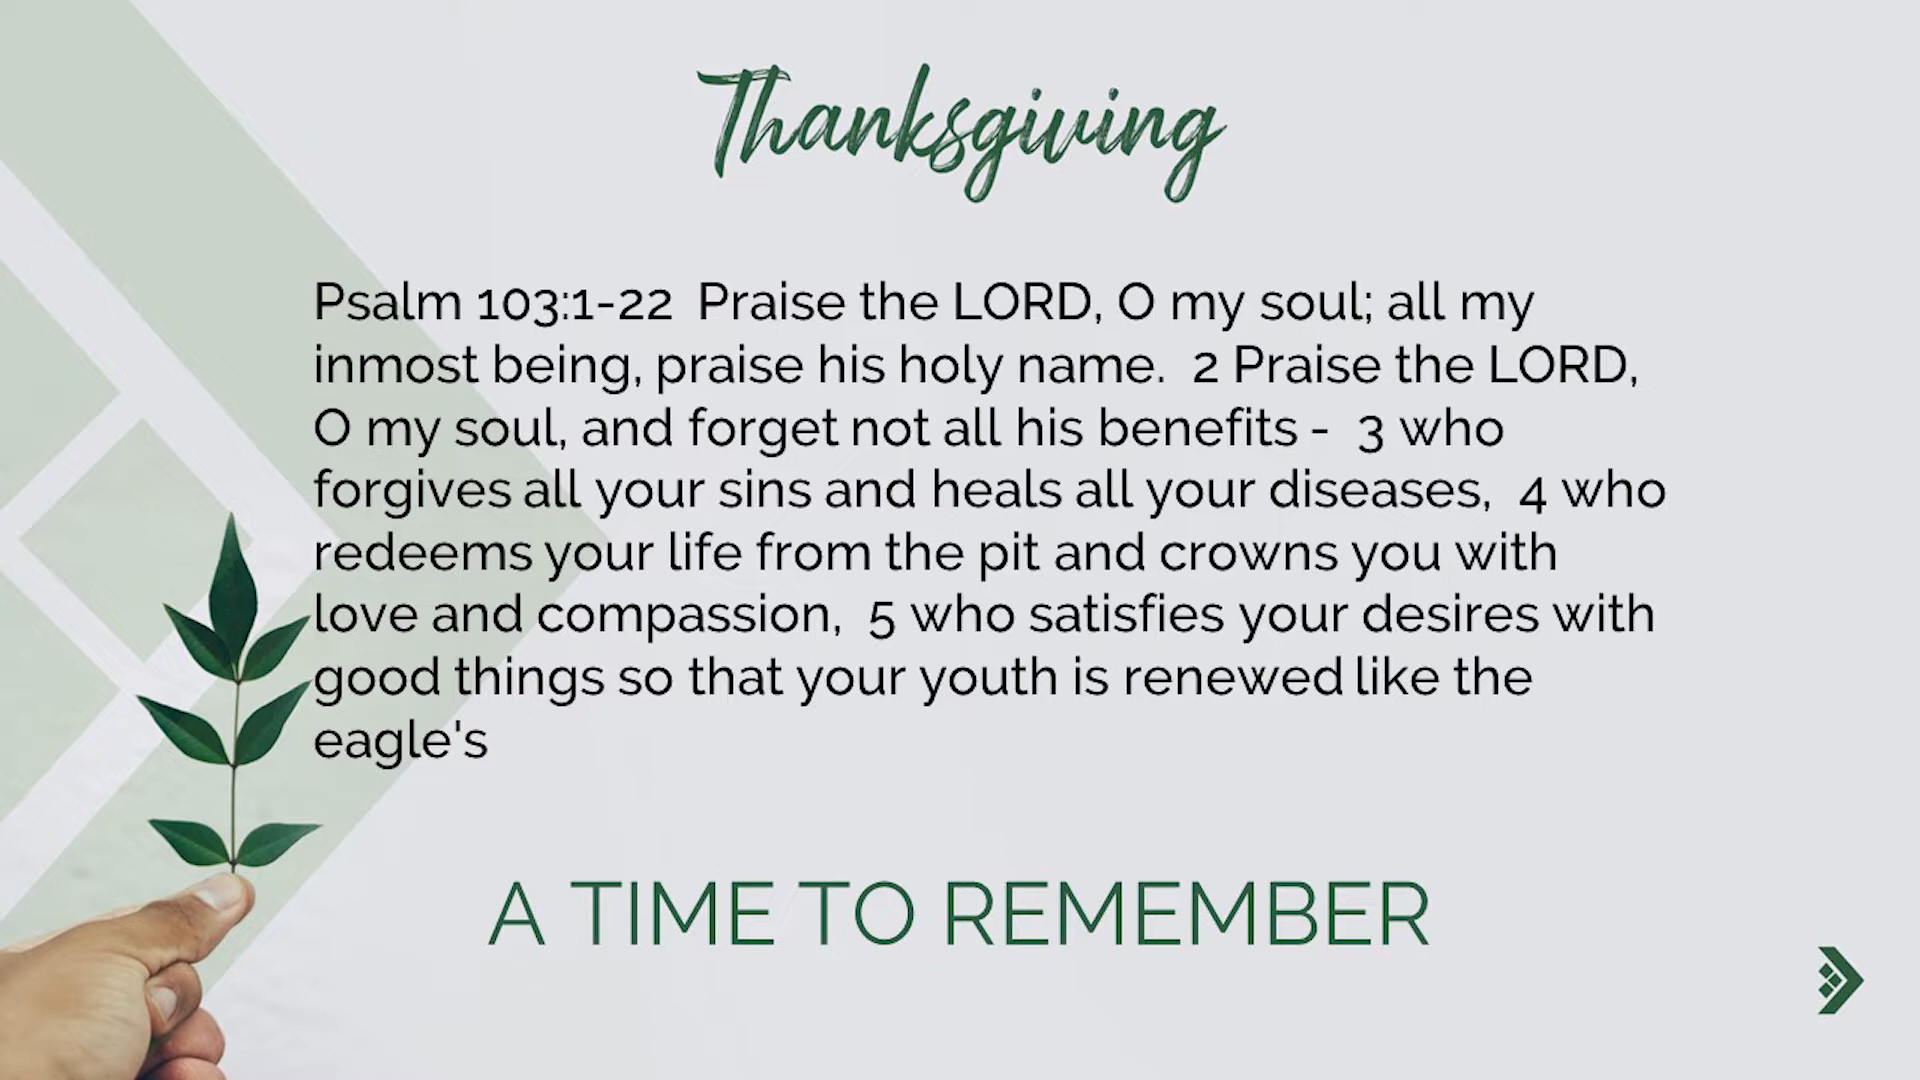 Thanksgiving
Psalm 103:1-22  Praise the LORD, O my soul; all my
inmost being, praise his holy name.  2 Praise the LORD,
O my soul, and forget not all his benefits -  3 who
forgives all your sins and heals all your diseases,  4 who
redeems your life from the pit and crowns you with
love and compassion,  5 who satisfies your desires with
good things so that your youth is renewed like the
eagle's
A TIME TO REMEMBER